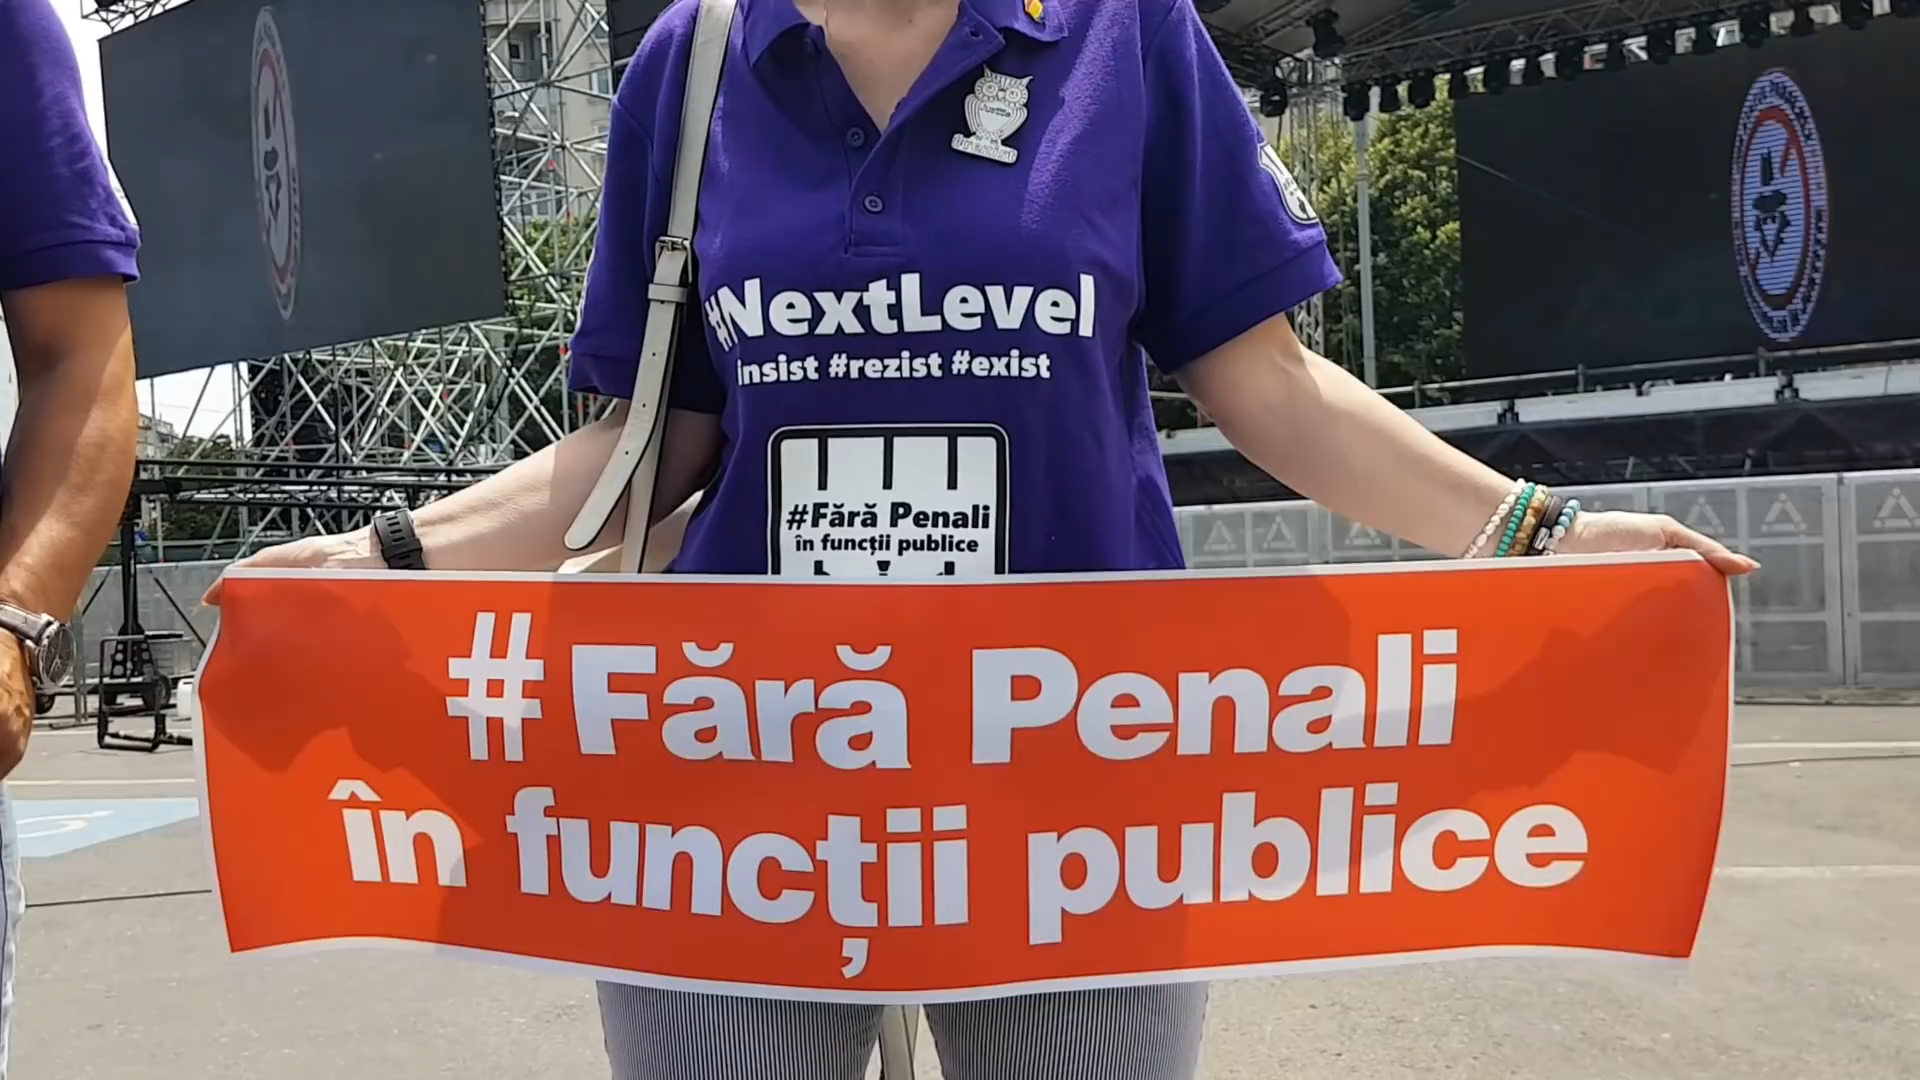 #NextLevel
insist #rezist #exist
#Fără Penali
în funcții publice
#Fără Penali
în funcții publice